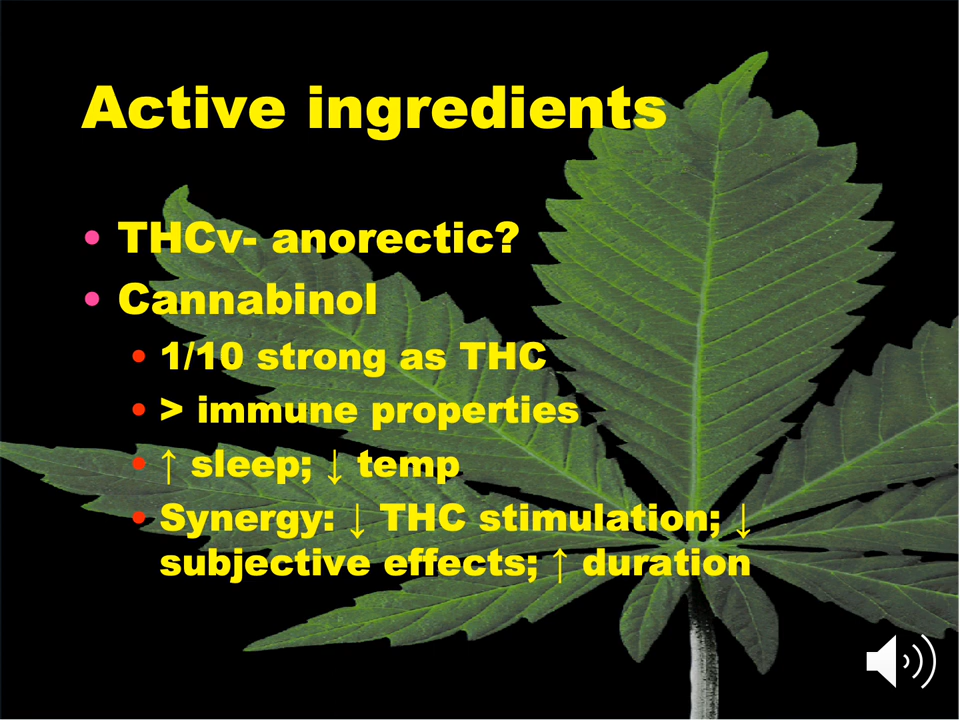 Active ingredients
• THCv- anorectic?
• Cannabinol
• 1/10 strong as THC
• > immune properties
• ↑ sleep; ↓ temp
• Synergy: ↓ THC stimulation; ↓
subjective effects; ↑ duration